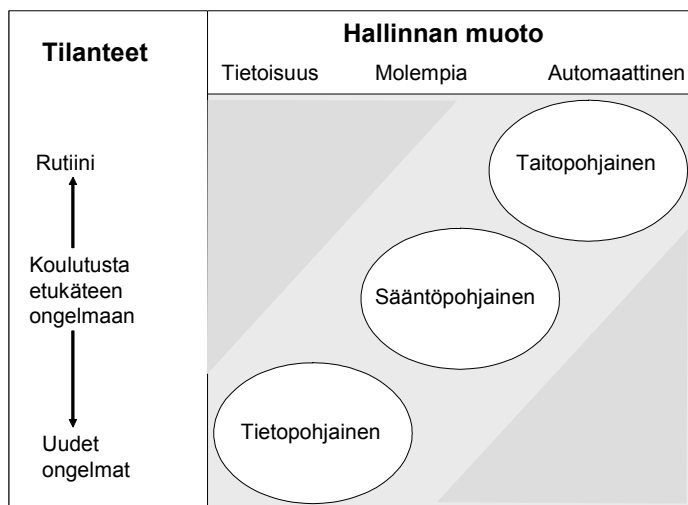 Tilanteet
Hallinnan muoto
Tietoisuus Molempia Automaattinen
Rutiini
Taitopohjainen
Koulutusta
etukäteen
ongelmaan
Sääntöpohjainen
Tietopohjainen
Uudet
ongelmat